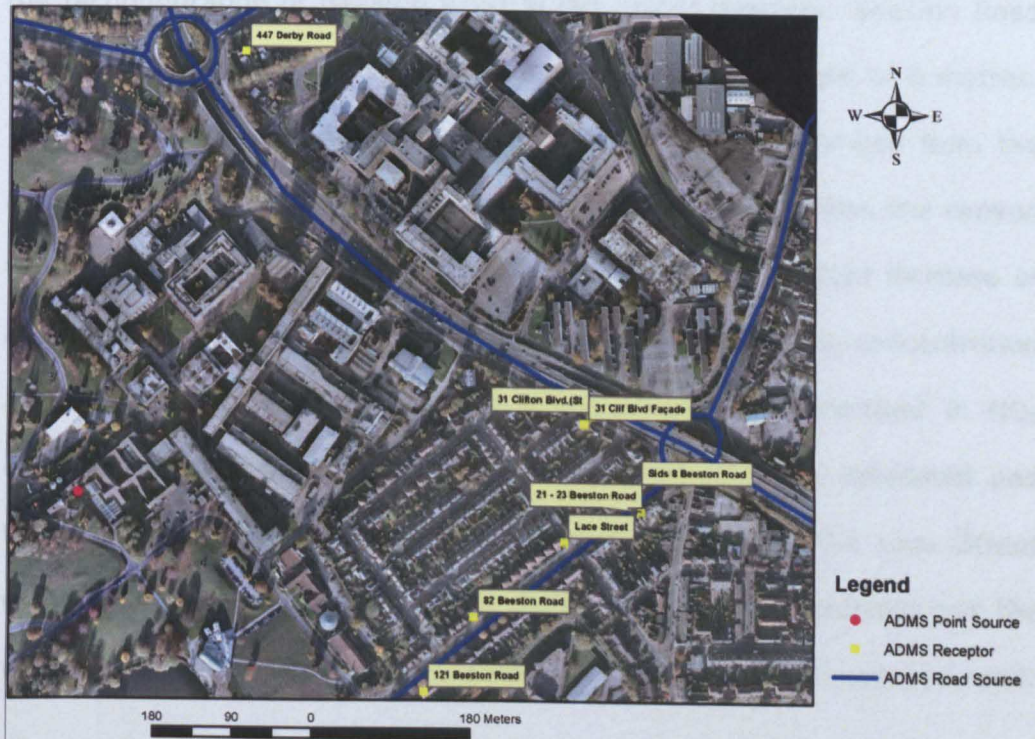 447 Derby Road
N
W E
S
31 Clifton Blvd.(St
31 Clif Blvd Façade
Sids 8 Beeston Road
21 - 23 Beeston Road
Lace Street
82 Beeston Road
121 Beeston Road
Legend
ADMS Point Source
ADMS Receptor
ADMS Road Source
180 90 0 180 Meters